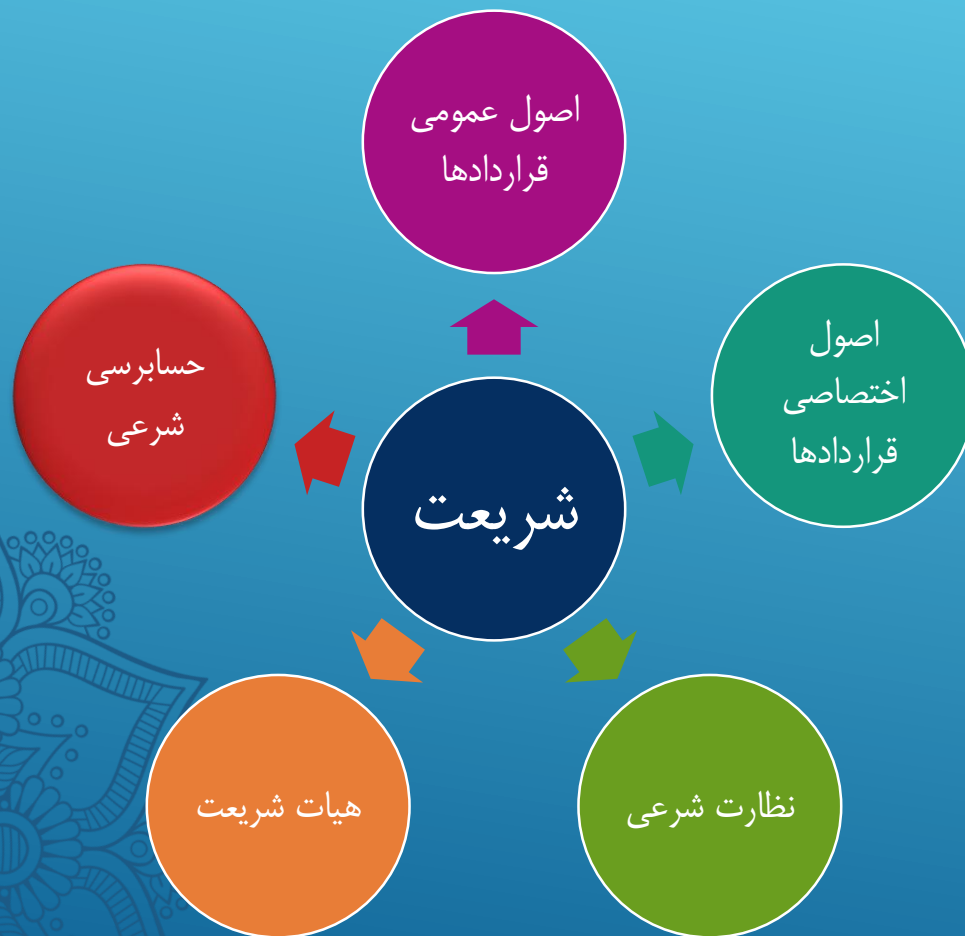 اصول عمومی
قراردادها
اصول
اختصاصی
قراردادها
حسابرسی
شرعی
شریعت
نظارت شرعی
هیات شریعت